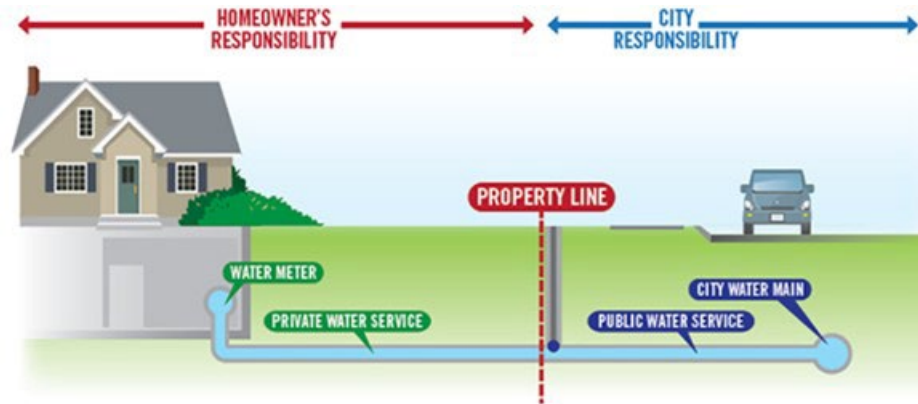 HOMEOWNER'S
RESPONSIBILITY
CITY
RESPONSIBILITY
PROPERTY LINE
WATER METER
CITY WATER MAIN
PRIVATE WATER SERVICE
PUBLIC WATER SERVICE